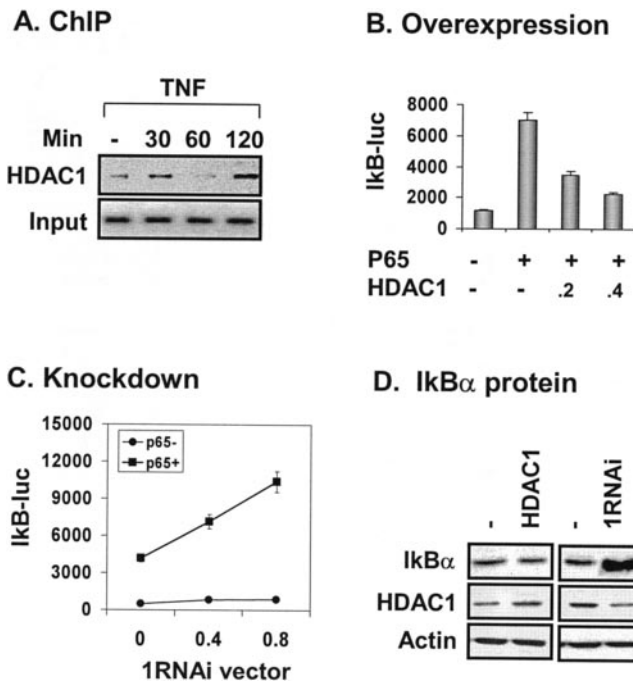 A. ChIP
TNF
Min - 30 60 120
HDAC1
Input
B. Overexpression
IkB-luc
8000
6000
4000
2000
0
P65 - + + +
HDAC1 - - .2 .4
C. Knockdown
IkB-luc
15000
12000
9000
6000
3000
0
p65-
p65+
0 0.4 0.8
1RNAi vector
D. IkBα protein
- HDAC1 - 1RNAi
IkBα
HDAC1
Actin